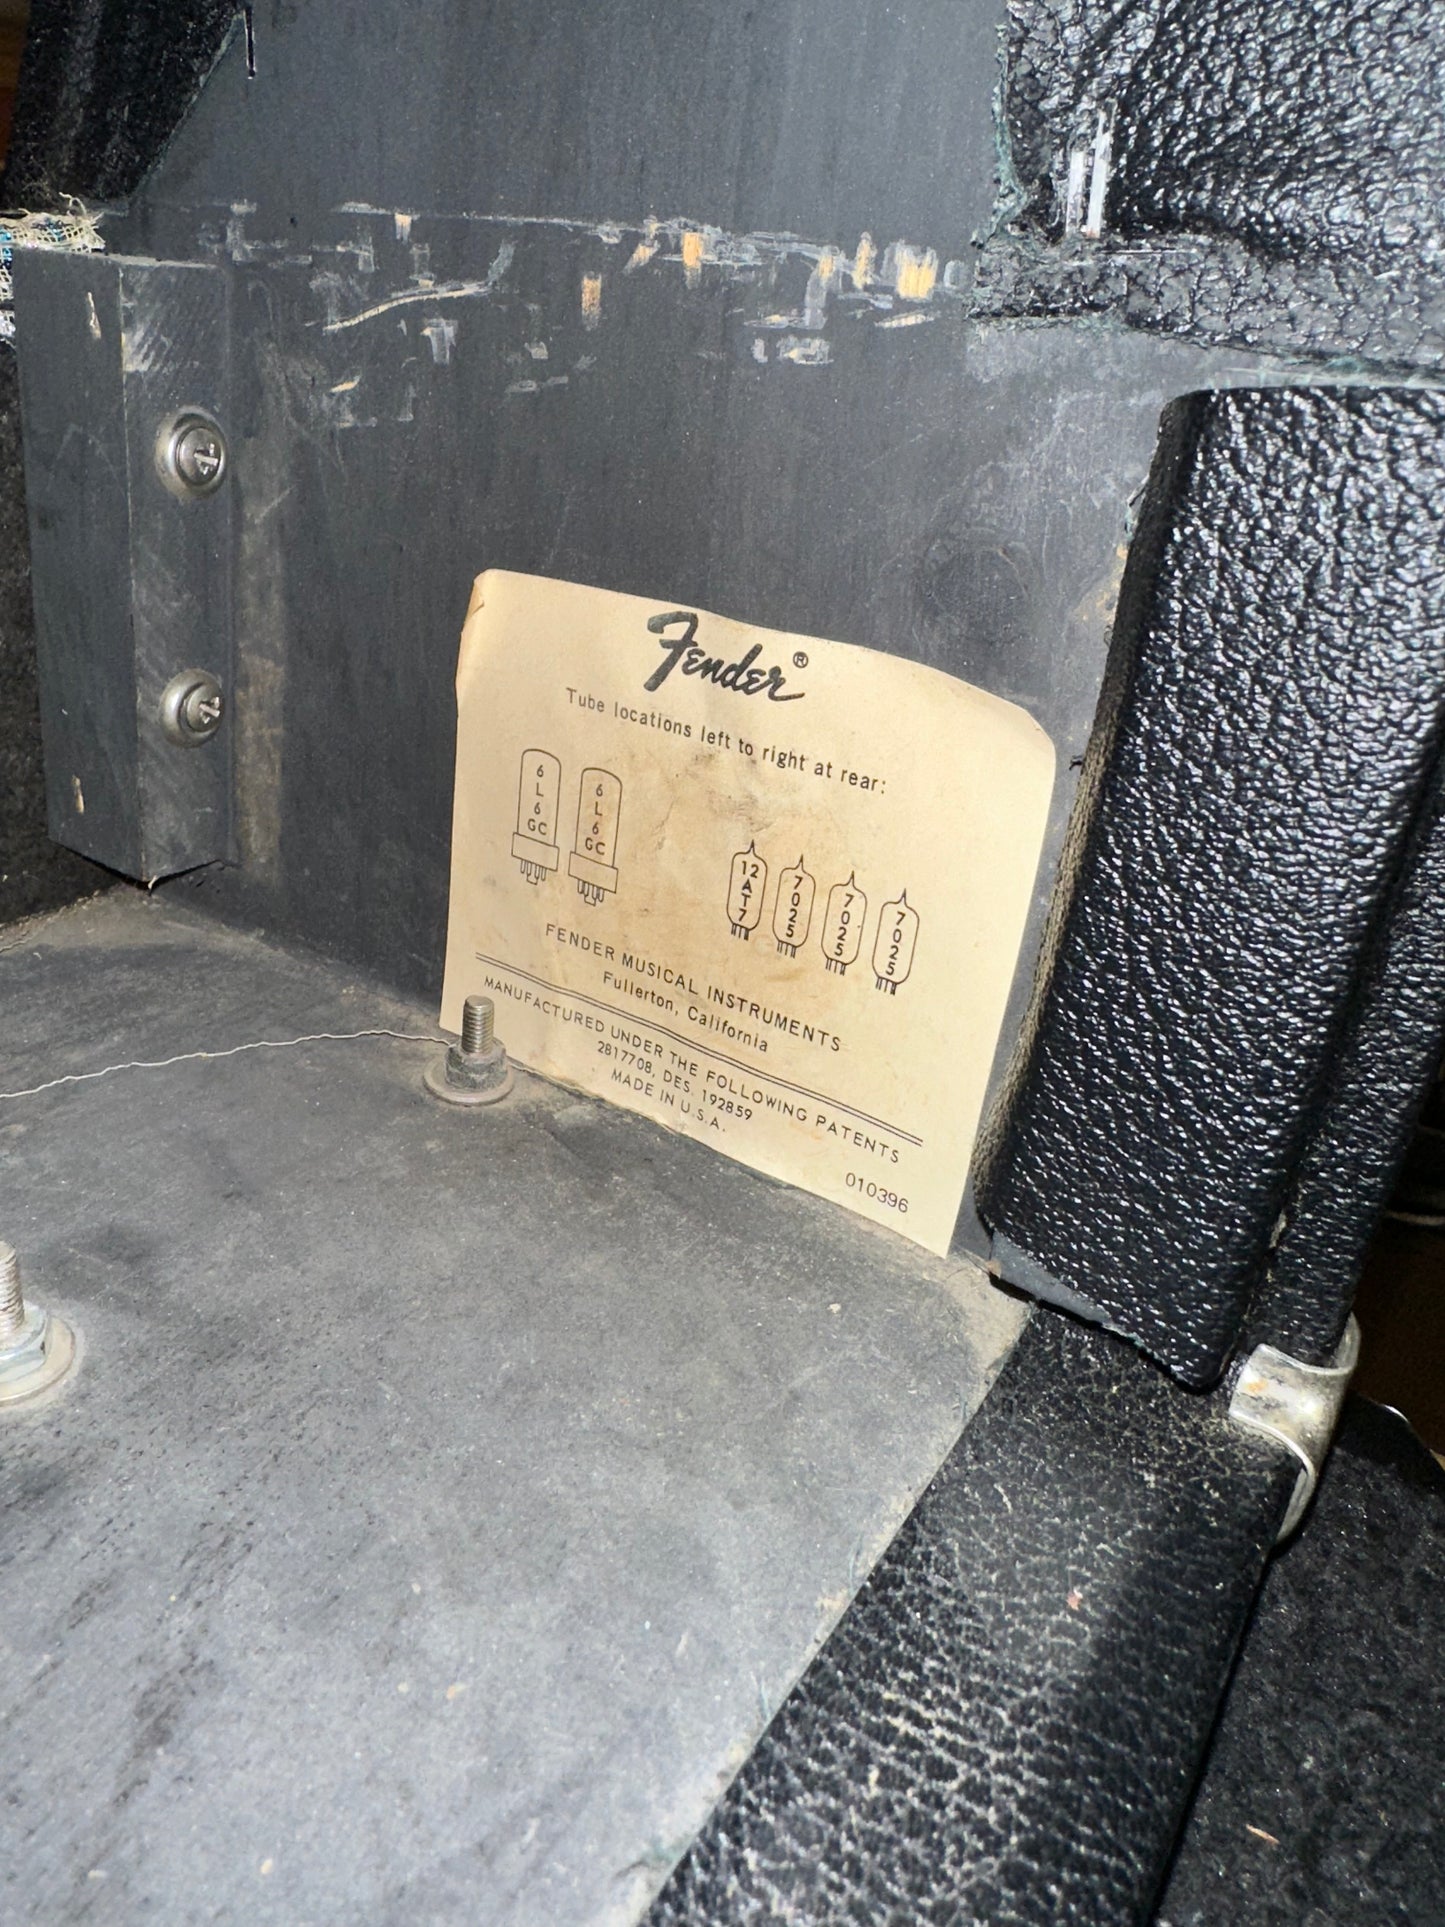 Fender®
Tube locations left to right at rear:
6L6GC 6L6GC 12AT7 7025 7025 7025
FENDER MUSICAL INSTRUMENTS
Fullerton, California
MANUFACTURED UNDER THE FOLLOWING PATENTS
2817708, DES. 192859
MADE IN U.S.A.
010396